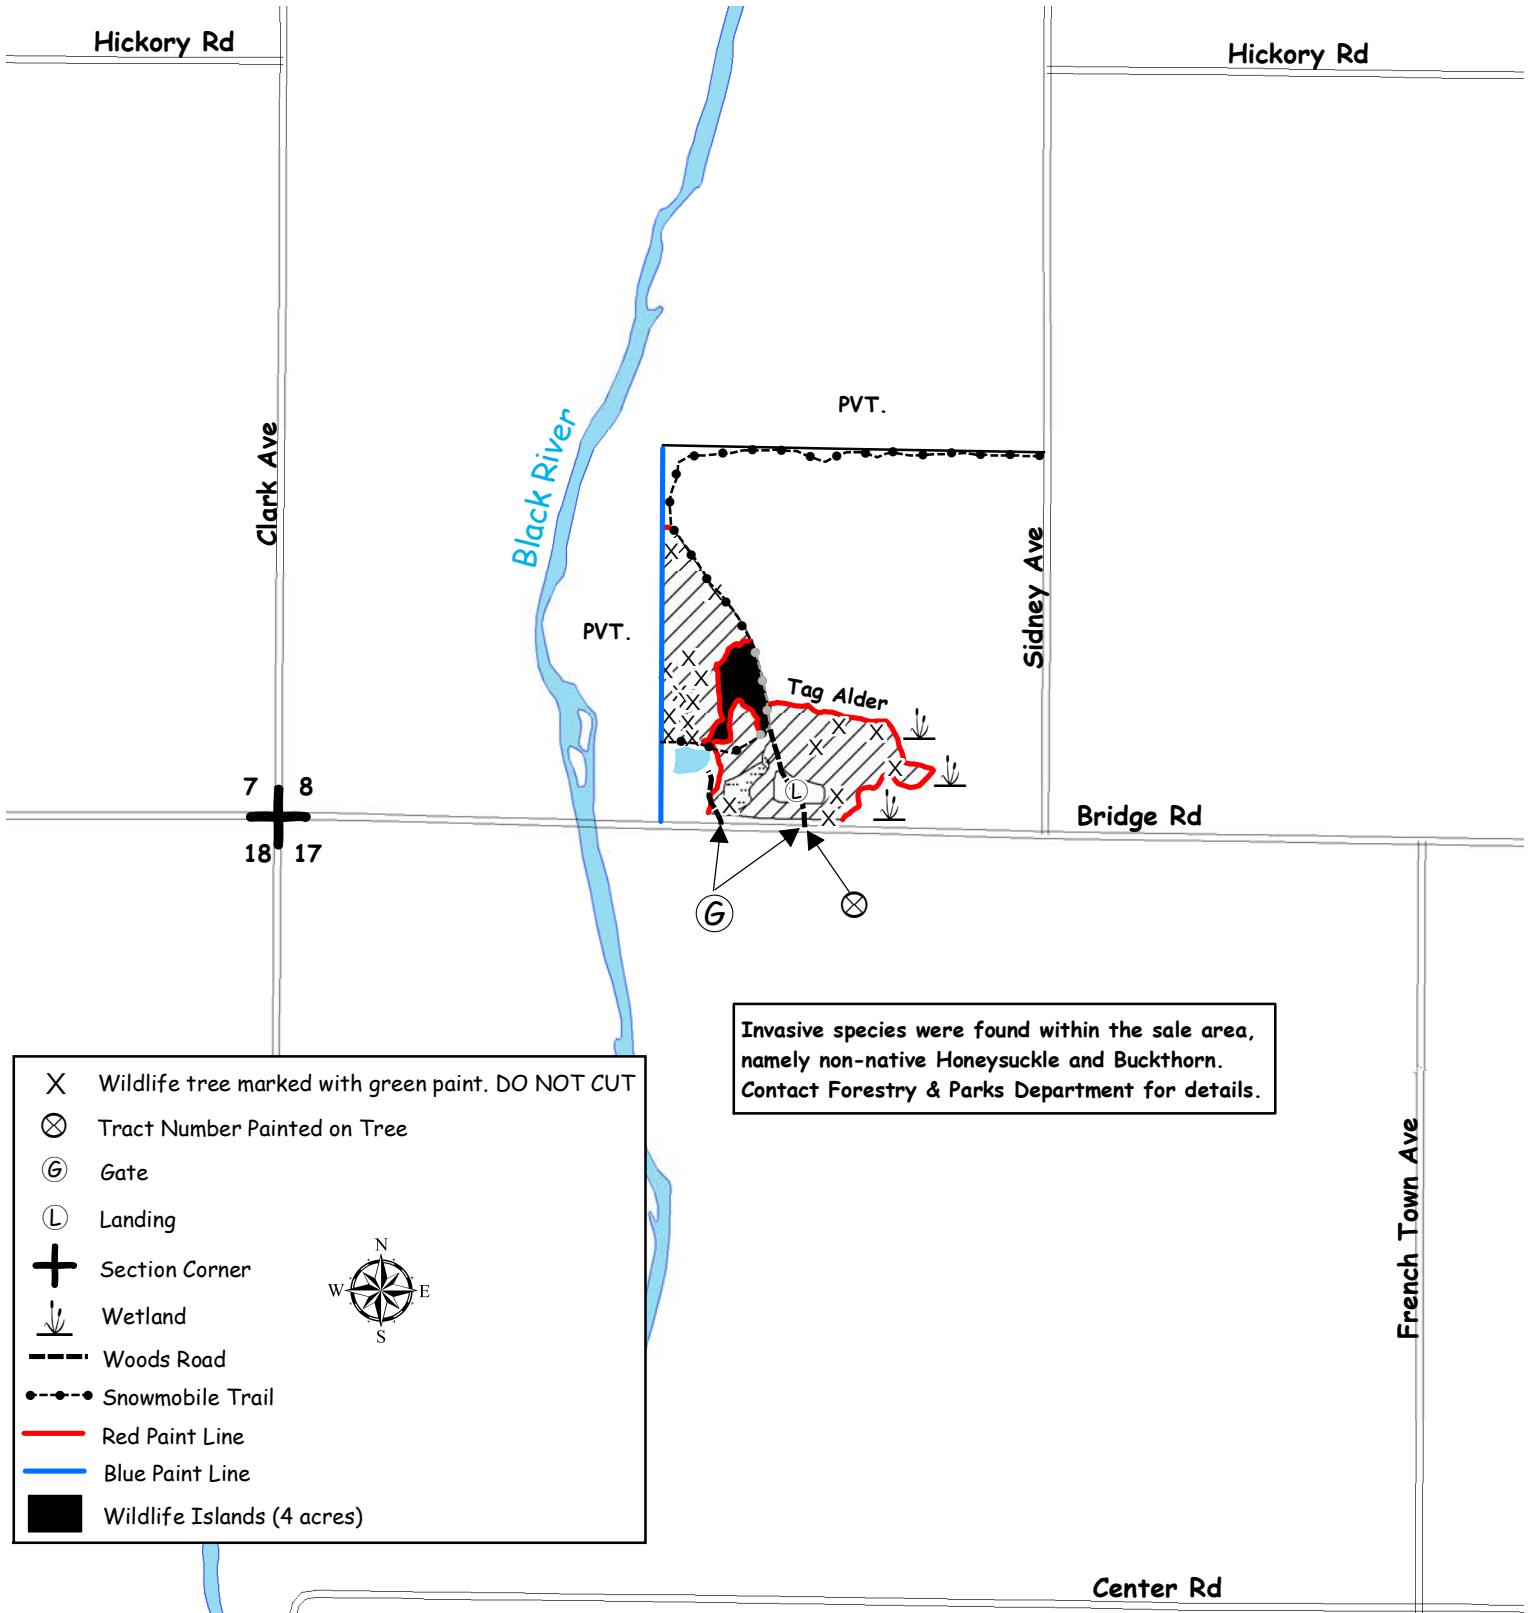 Hickory Rd
Hickory Rd
PVT.
Clark Ave
Black River
Sidney Ave
PVT.
X
X
X
X
X
X
X
X
X
X
X
X
Tag Alder
X
X
X
X
L
X
X
X
7 8
18 17
Bridge Rd
G
Invasive species were found within the sale area,
namely non-native Honeysuckle and Buckthorn.
Contact Forestry & Parks Department for details.
X Wildlife tree marked with green paint. DO NOT CUT
Tract Number Painted on Tree
G Gate
L Landing
Section Corner
Wetland
Woods Road
Snowmobile Trail
Red Paint Line
Blue Paint Line
Wildlife Islands (4 acres)
N
W E
S
French Town Ave
Center Rd